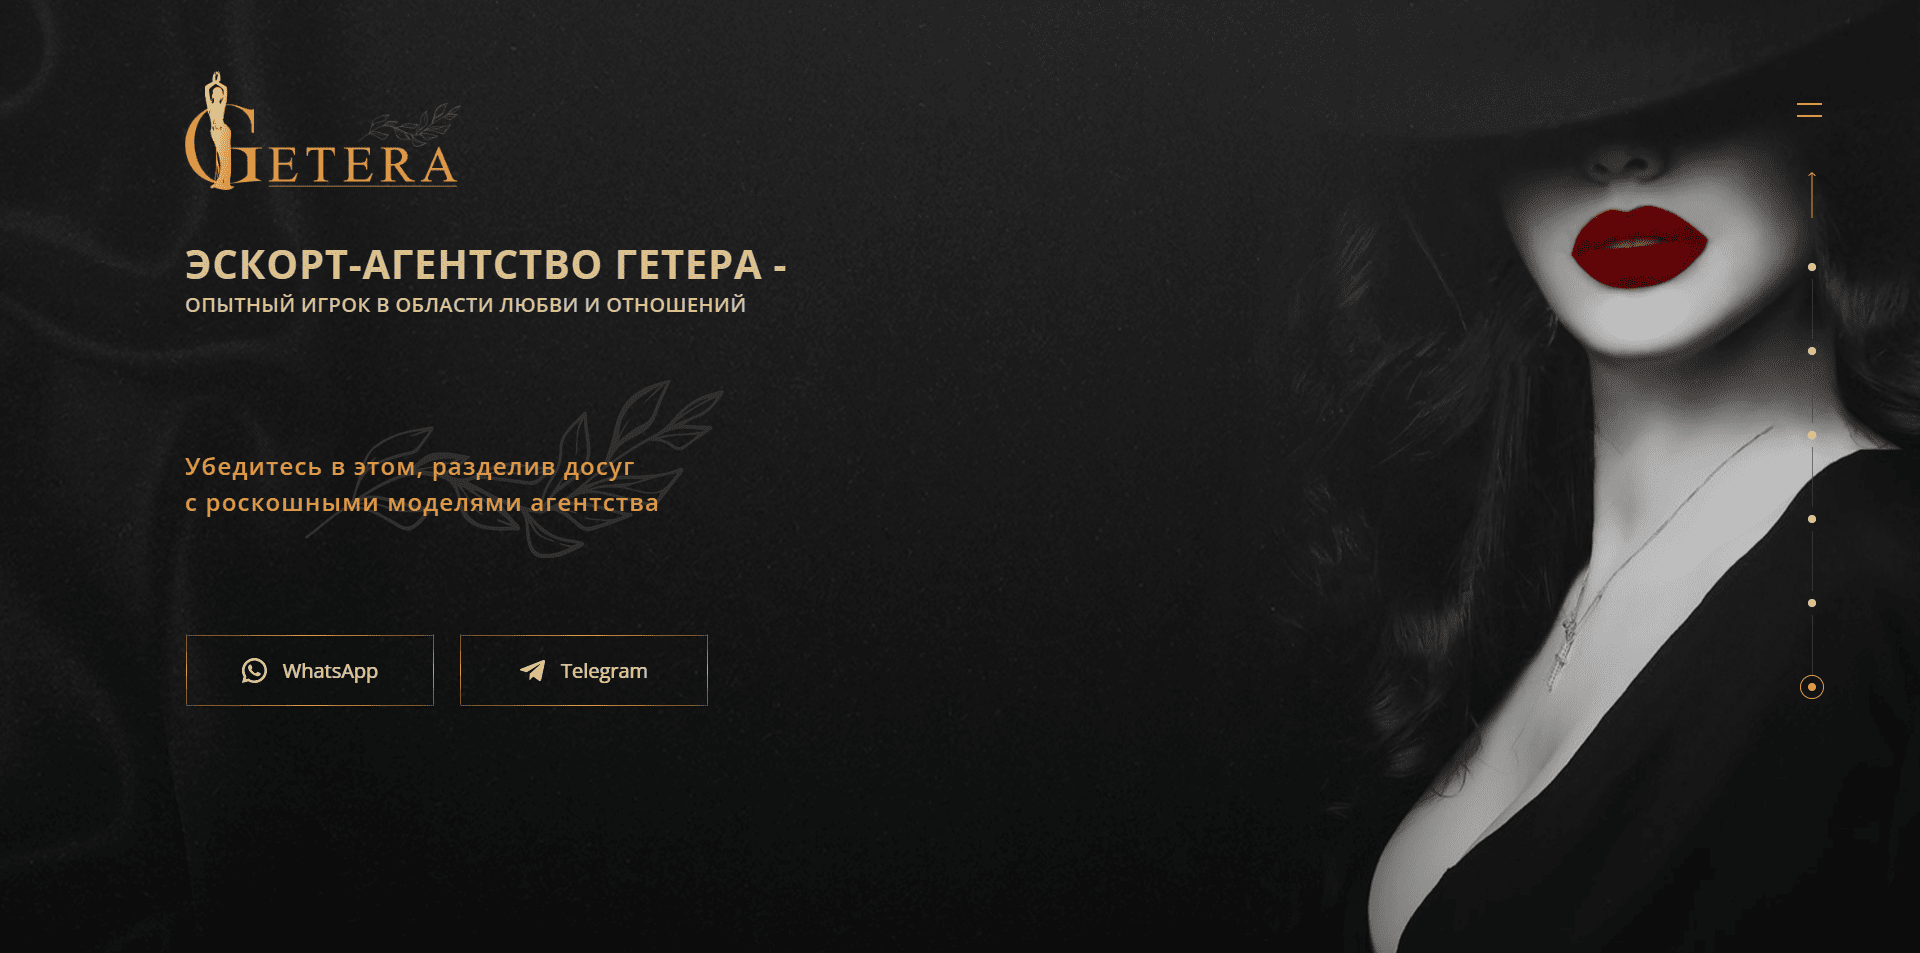 GETERA
ЭСКОРТ-АГЕНТСТВО ГЕТЕРА -
ОПЫТНЫЙ ИГРОК В ОБЛАСТИ ЛЮБВИ И ОТНОШЕНИЙ
Убедитесь в этом, разделив досуг
с роскошными моделями агентства
WhatsApp
Telegram